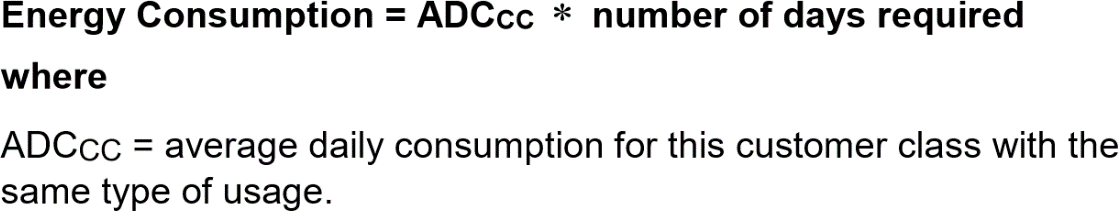 Energy Consumption = ADCCC * number of days required
where
ADCCC = average daily consumption for this customer class with the
same type of usage.